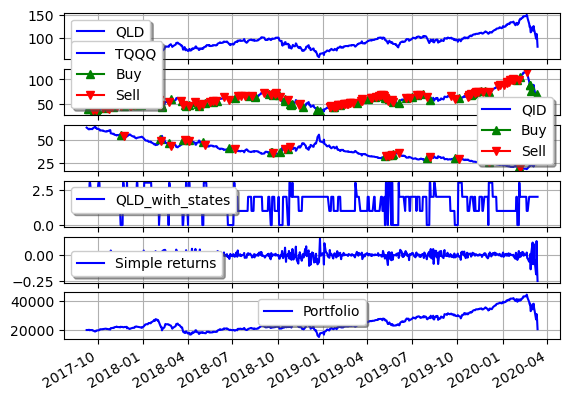 150
QLD
100
TQQQ
100
Buy
50
Sell
QID
50
Buy
25
Sell
2.5
QLD_with_states
0.0
0.00
Simple returns
−0.25
40000
Portfolio
20000
2017-10
2018-01
2018-04
2018-07
2018-10
2019-01
2019-04
2019-07
2019-10
2020-01
2020-04